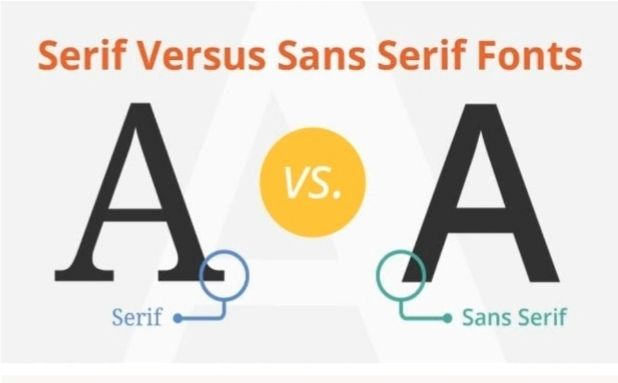 Serif Versus Sans Serif Fonts
A vs. A
Serif Sans Serif